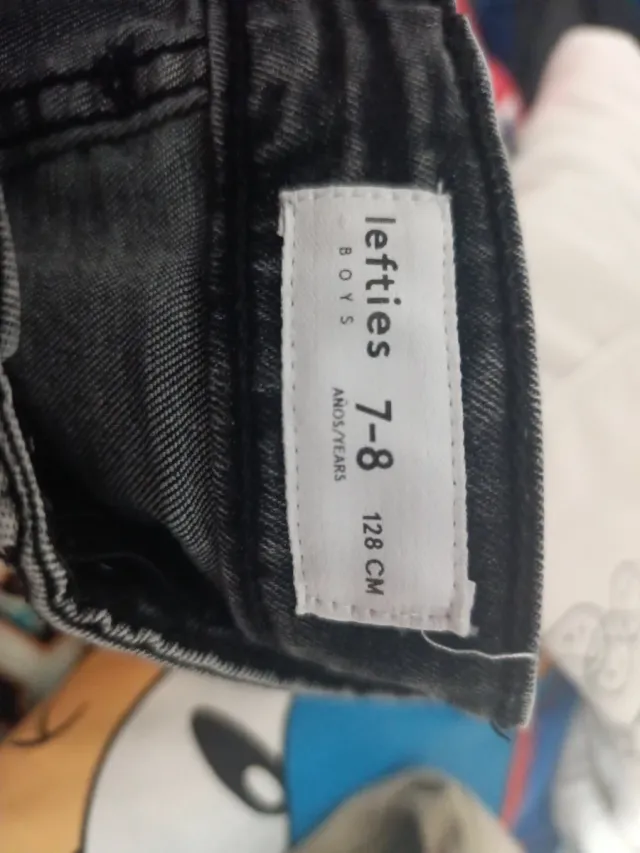 lefties
BOYS
7-8
AÑOS/YEARS
128 CM